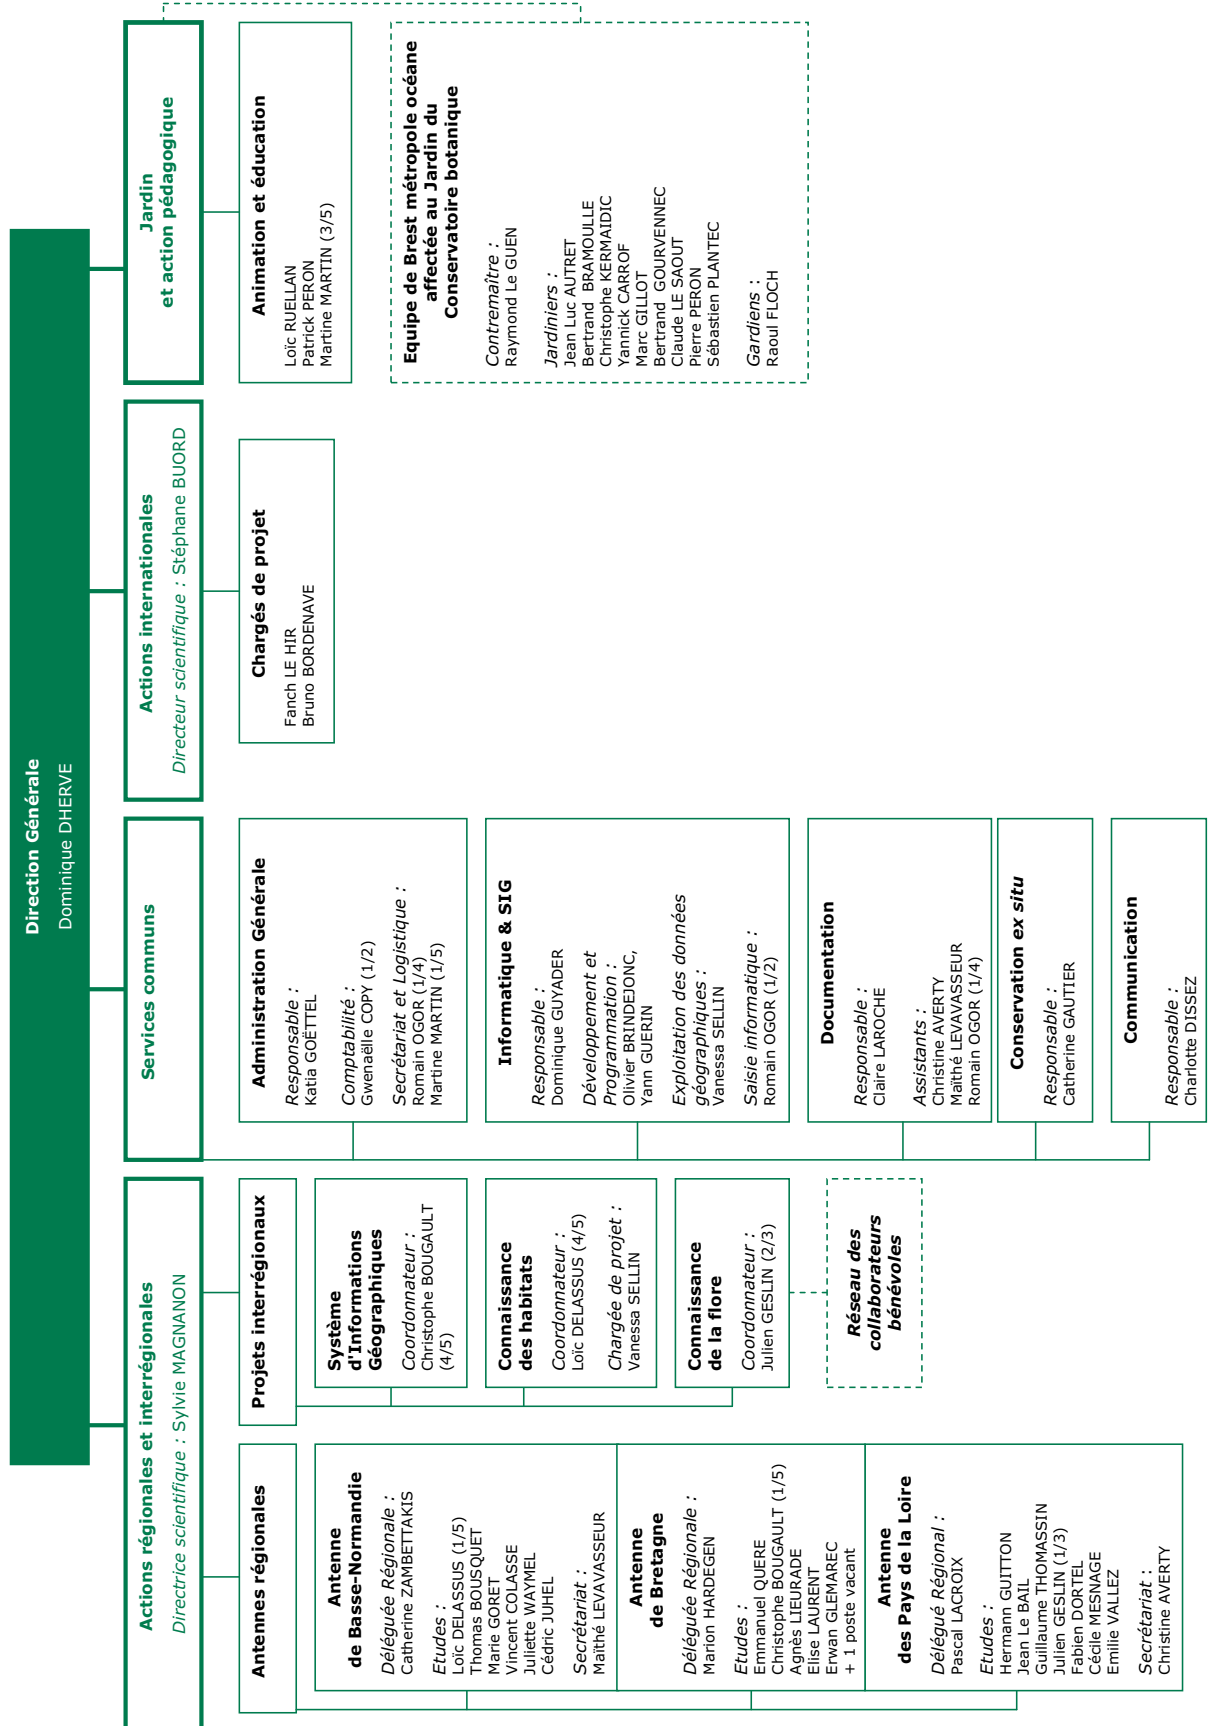 Direction Générale
Dominique DHERVE
Actions régionales et interrégionales
Directrice scientifique : Sylvie MAGNANON
Antennes régionales
Antenne
de Basse-Normandie
Déléguée Régionale :
Catherine ZAMBETTAKIS
Etudes :
Loïc DELASSUS (1/5)
Thomas BOUSQUET
Marie GORET
Vincent COLASSE
Juliette WAYMEL
Cédric JUHEL
Secrétariat :
Maïthé LEVAVASSEUR
Antenne
de Bretagne
Déléguée Régionale :
Marion HARDEGEN
Etudes :
Emmanuel QUERE
Christophe BOUGAULT (1/5)
Agnès LIEURADE
Elise LAURENT
Erwan GLEMAREC
+ 1 poste vacant
Antenne
des Pays de la Loire
Délégué Régional :
Pascal LACROIX
Etudes :
Hermann GUITTON
Jean Le BAIL
Guillaume THOMASSIN
Julien GESLIN (1/3)
Fabien DORTEL
Cécile MESNAGE
Emilie VALLEZ
Secrétariat :
Christine AVERTY
Projets interrégionaux
Système
d'Informations
Géographiques
Coordonnateur :
Christophe BOUGAULT
(4/5)
Connaissance
des habitats
Coordonnateur :
Loïc DELASSUS (4/5)
Chargée de projet :
Vanessa SELLIN
Connaissance
de la flore
Coordonnateur :
Julien GESLIN (2/3)
Réseau des
collaborateurs
bénévoles
Services communs
Administration Générale
Responsable :
Katia GOËTTEL
Comptabilité :
Gwenaëlle COPY (1/2)
Secrétariat et Logistique :
Romain OGOR (1/4)
Martine MARTIN (1/5)
Informatique & SIG
Responsable :
Dominique GUYADER
Développement et
Programmation :
Olivier BRINDEJONC,
Yann GUERIN
Exploitation des données
géographiques :
Vanessa SELLIN
Saisie informatique :
Romain OGOR (1/2)
Documentation
Responsable :
Claire LAROCHE
Assistants :
Christine AVERTY
Maïthé LEVAVASSEUR
Romain OGOR (1/4)
Conservation ex situ
Responsable :
Catherine GAUTIER
Communication
Responsable :
Charlotte DISSEZ
Actions internationales
Directeur scientifique : Stéphane BUORD
Chargés de projet
Fanch LE HIR
Bruno BORDENAVE
Jardin
et action pédagogique
Animation et éducation
Loïc RUELLAN
Patrick PERON
Martine MARTIN (3/5)
Equipe de Brest métropole océane
affectée au Jardin du
Conservatoire botanique
Contremaître :
Raymond Le GUEN
Jardiniers :
Jean Luc AUTRET
Bertrand BRAMOULLE
Christophe KERMAIDIC
Yannick CARROF
Marc GILLOT
Bertrand GOURVENNEC
Claude LE SAOUT
Pierre PERON
Sébastien PLANTEC
Gardiens :
Raoul FLOCH